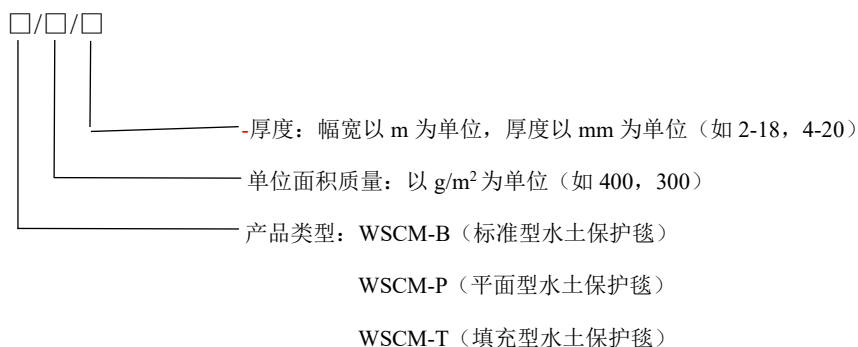 □/□/□
-厚度：幅宽以 m 为单位，厚度以 mm 为单位（如 2-18，4-20）
单位面积质量：以 g/m²为单位（如 400，300）
产品类型：WSCM-B（标准型水土保护毯）
WSCM-P（平面型水土保护毯）
WSCM-T（填充型水土保护毯）